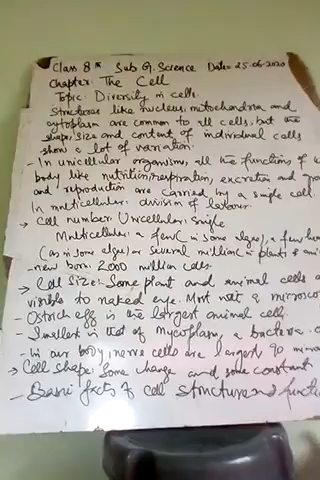 Class 8th Sub G. Science Date: 25.06.2020
Chapter: The Cell
Topic: Diversity in cells.
Structures like nucleus, mitochondria and
cytoplasm are common to all cells, but the
shape, size and content of individual cells
show a lot of variation.
- In unicellular organisms, all the functions of
body like nutrition, respiration, excretion and
and reproduction are carried by a single cell.
In multicellular: division of labour.
→ Cell number: Unicellular: single
Multicellular: a few (in some algae), a few
(as in some algae) or several million in plants &
- new born: 2000 million cells.
→ Cell Size: Some plant and animal cells
visible to naked eye. Most need a microsco
- Ostrich egg is the largest animal cell.
- Smallest is that of mycoplasm, a bacteria.
- In our body, nerve cells are largest, 90
→ Cell shape: Some change and some constant
- Basic facts of cell structure and functi